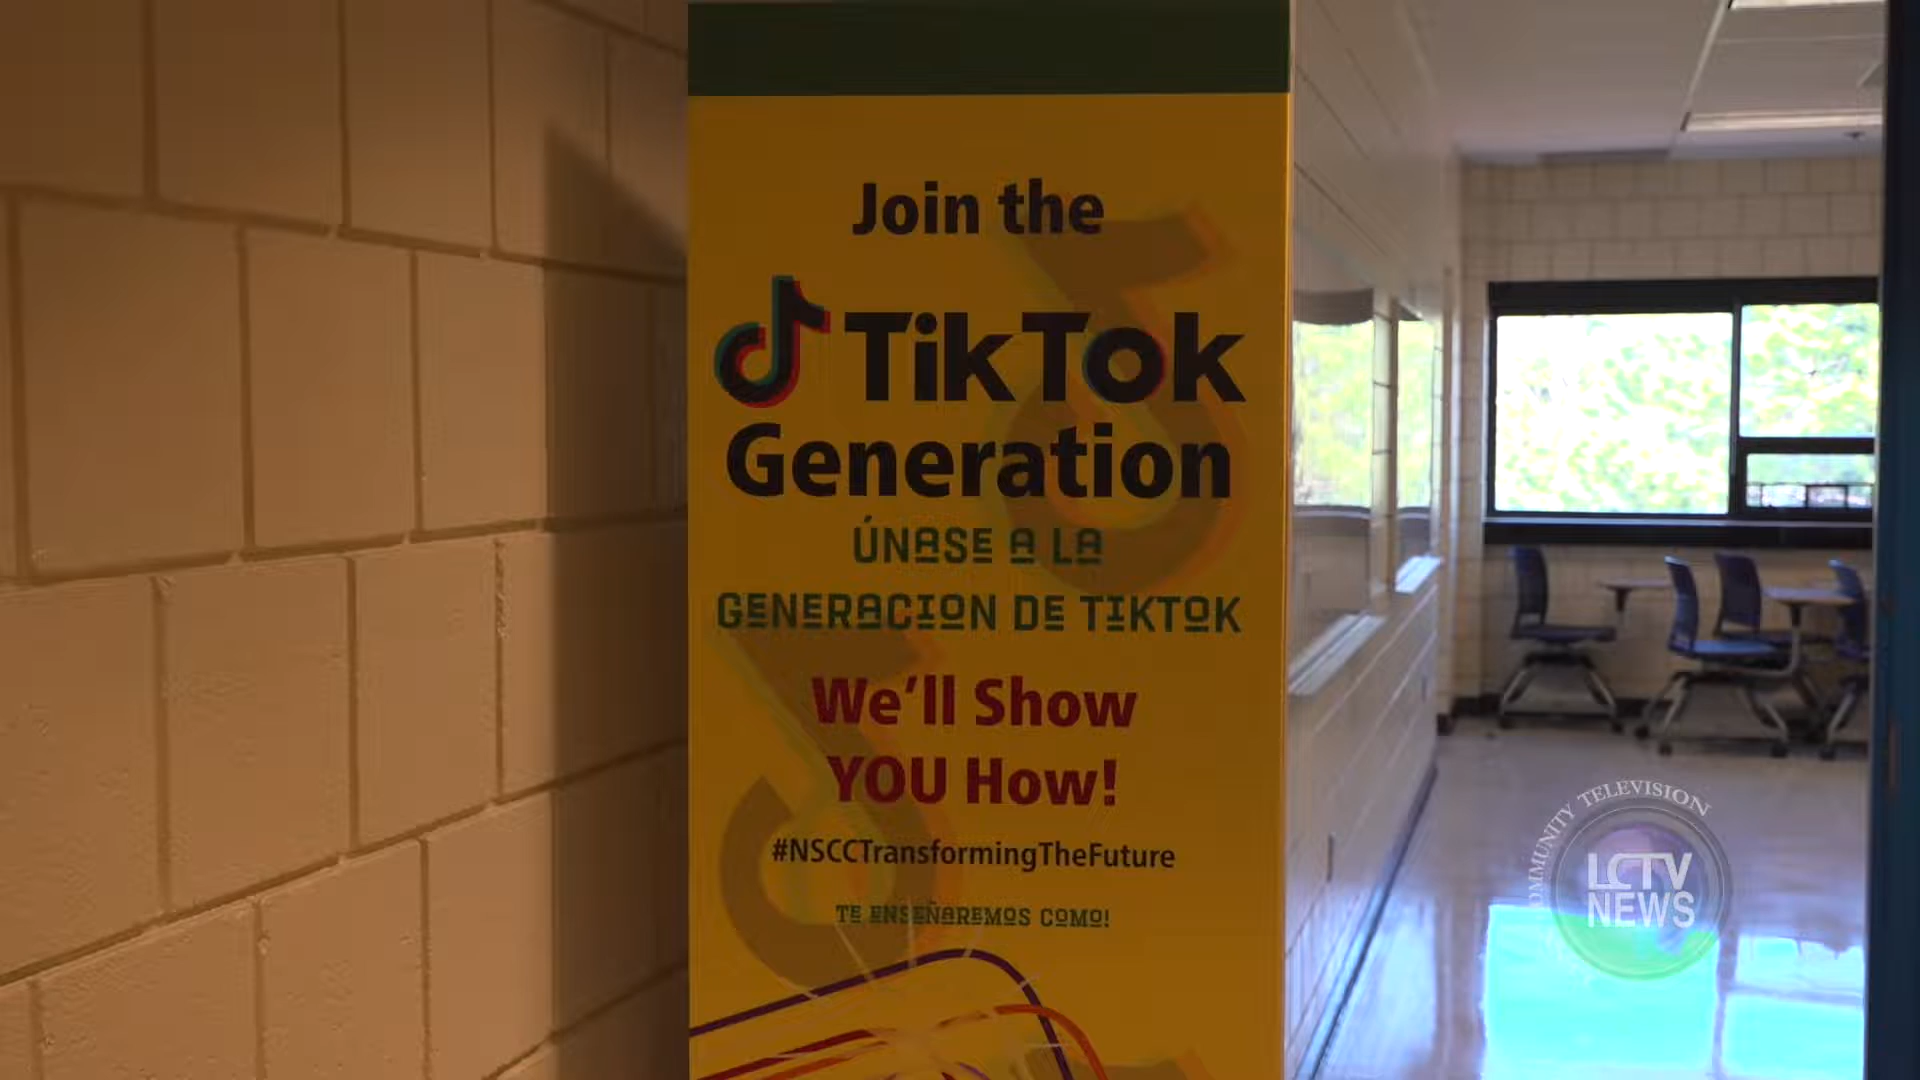 Join the
TikTok
Generation
ÚNASE A LA
GENERACION DE TIKTOK
We'll Show
YOU How!
#NSCCTransformingTheFuture
TE ENSEÑAREMOS COMO!
COMMUNITY TELEVISION
LCTV
NEWS